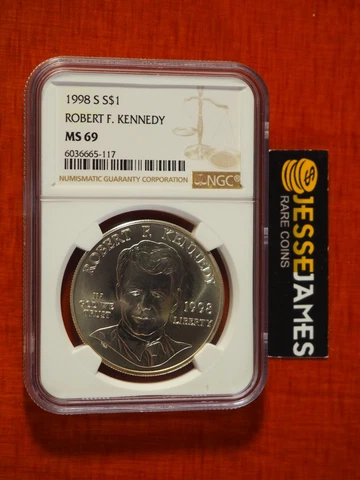 1998 S S$1
ROBERT F. KENNEDY
MS 69
6036665-117
NUMISMATIC GUARANTY CORPORATION
NGC
ROBERT F. KENNEDY
IN
GOD WE
TRUST
1998
LIBERTY
JESSE JAMES
RARE COINS